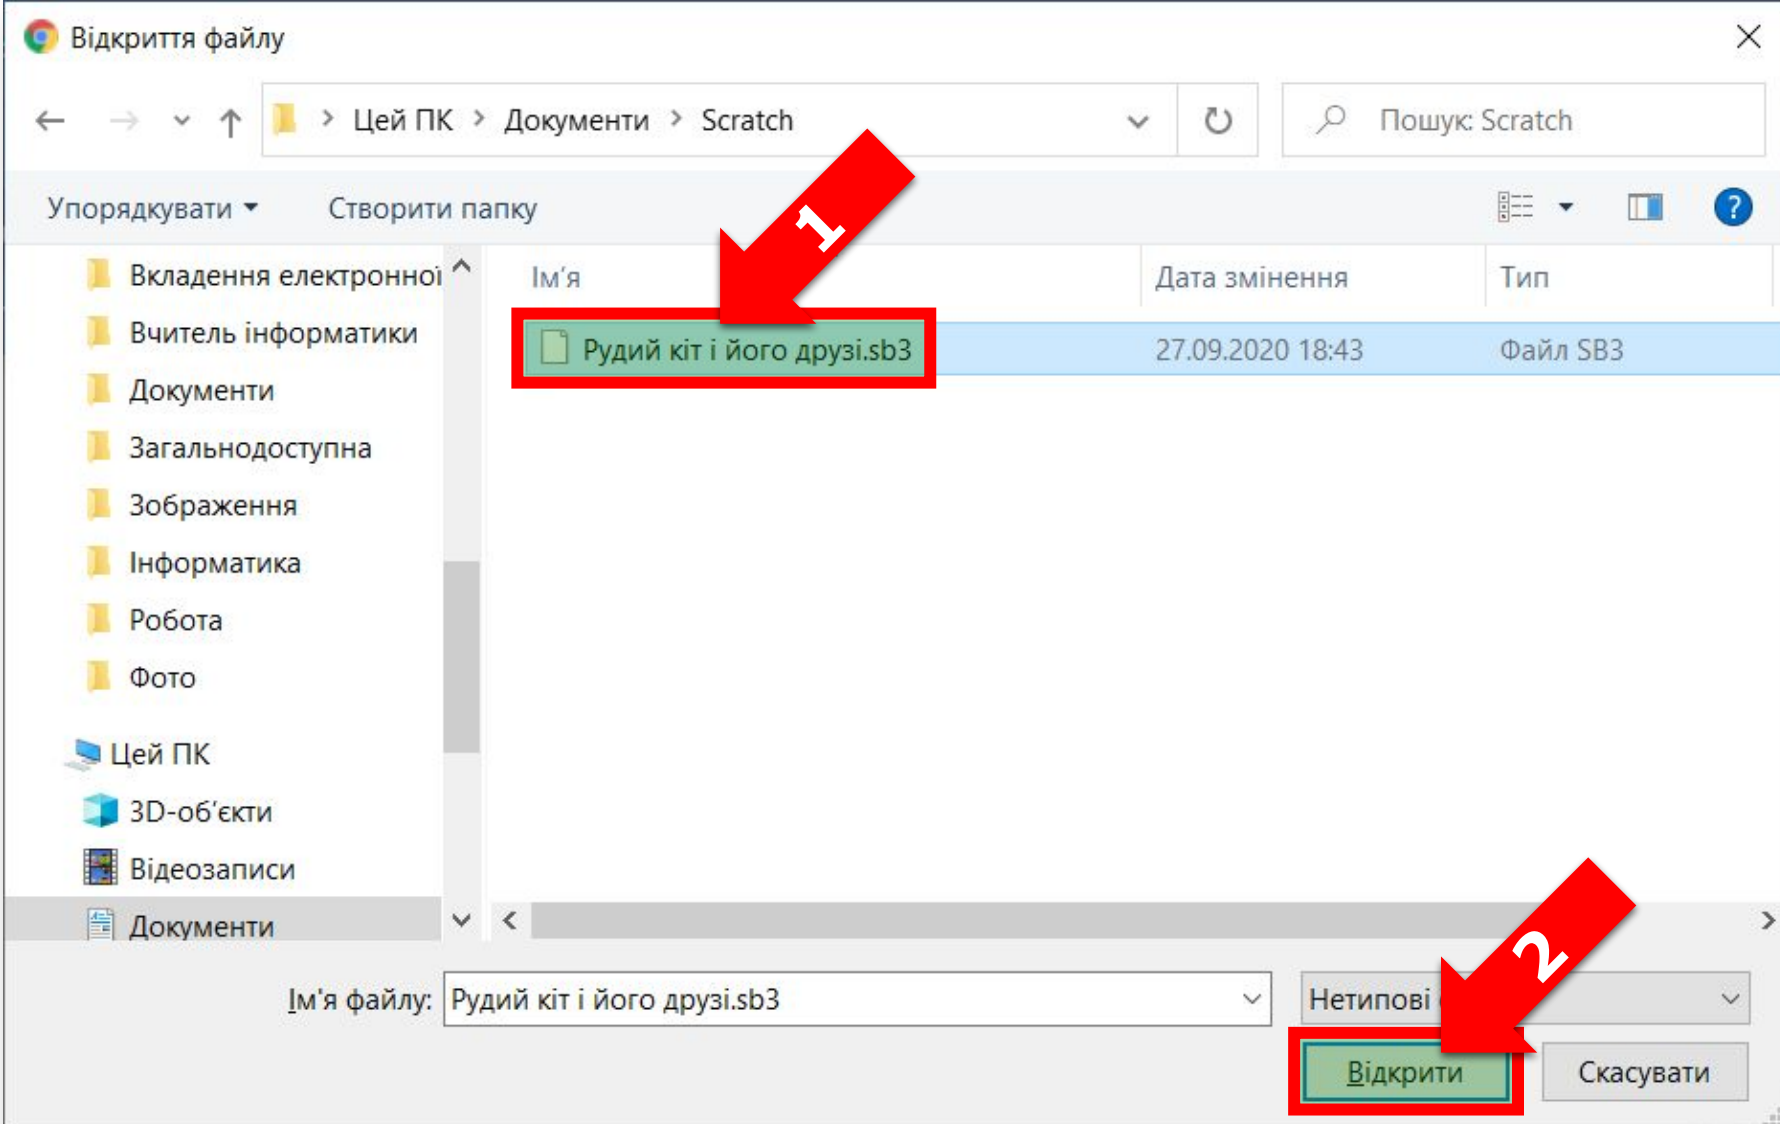 Відкриття файлу
Цей ПК > Документи > Scratch
Пошук: Scratch
Упорядкувати
Створити папку
1
Ім'я
Дата змінення
Тип
Рудий кіт і його друзі.sb3
27.09.2020 18:43
Файл SB3
Вкладення електронної
Вчитель інформатики
Документи
Загальнодоступна
Зображення
Інформатика
Робота
Фото
Цей ПК
3D-об'єкти
Відеозаписи
Документи
2
Ім'я файлу:
Рудий кіт і його друзі.sb3
Нетипові
Відкрити
Скасувати